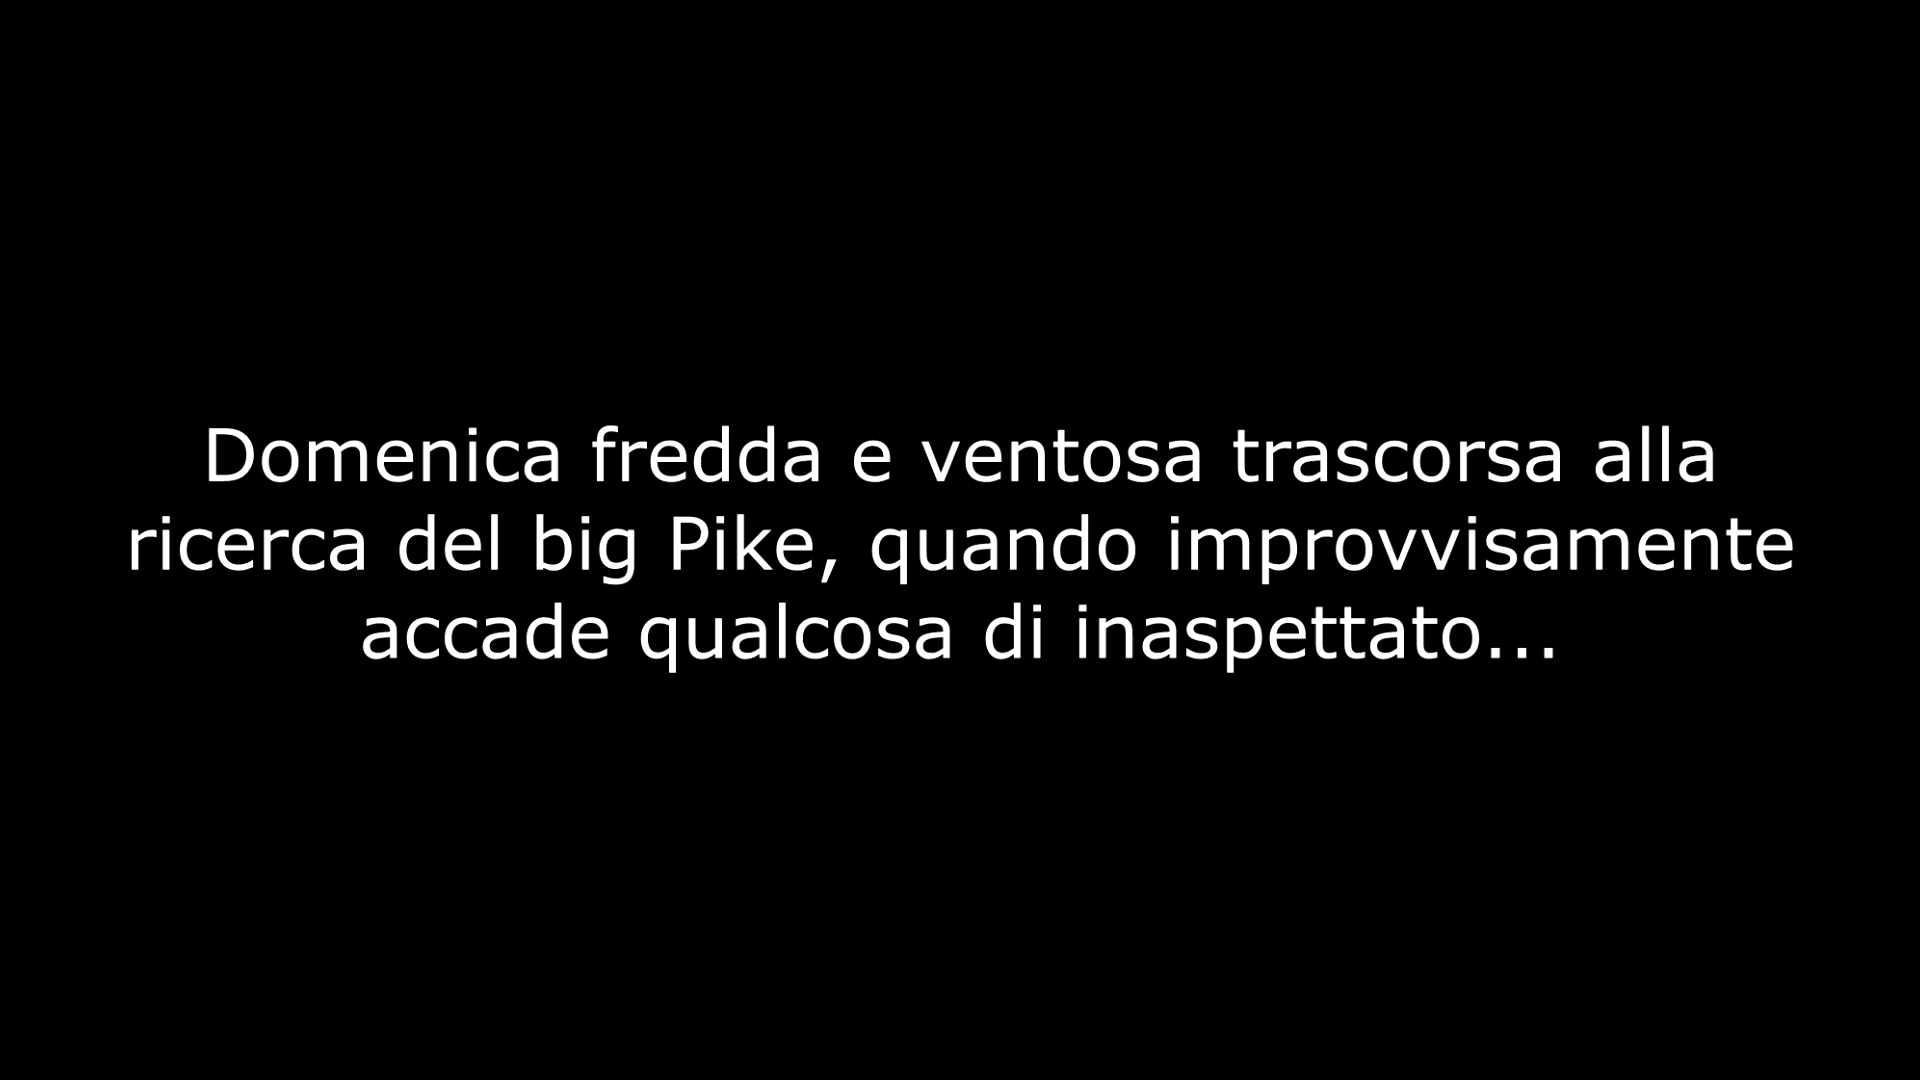 Domenica fredda e ventosa trascorsa alla
ricerca del big Pike, quando improvvisamente
accade qualcosa di inaspettato...